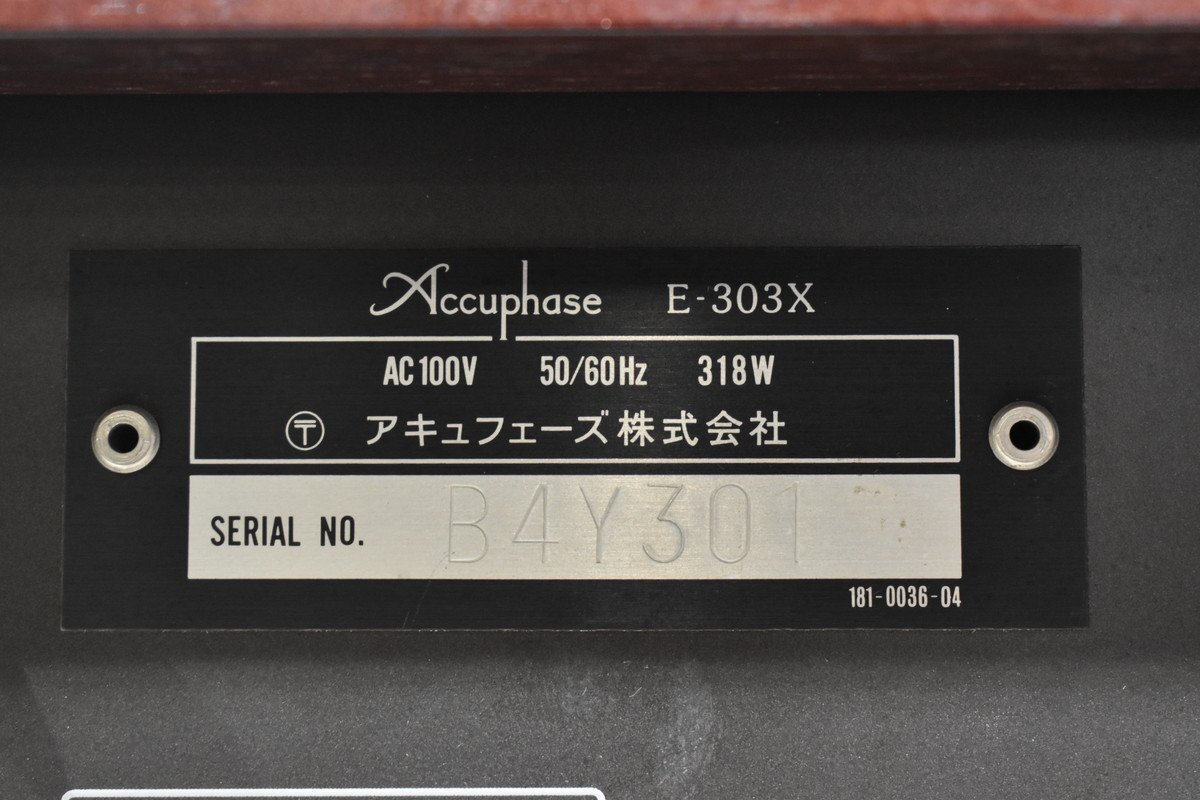 Accuphase E-303X
AC100V 50/60Hz 318W
〶 アキュフェーズ株式会社
SERIAL NO. B4Y301
181-0036-04